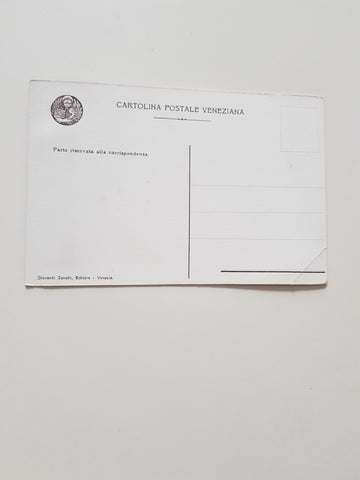 CARTOLINA POSTALE VENEZIANA
Parte riservata alla corrispondenza
Giovanni Zanetti, Editore - Venezia.